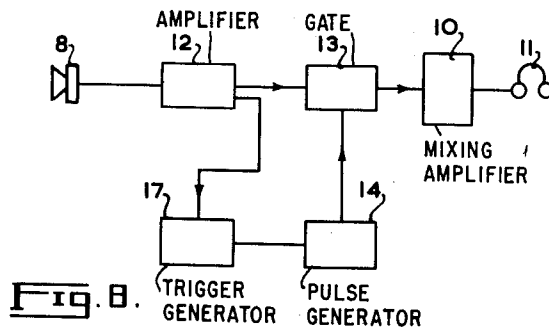 AMPLIFIER
12
GATE
13
10
11
8
MIXING
AMPLIFIER
17
14
Fig. 8.
TRIGGER
GENERATOR
PULSE
GENERATOR